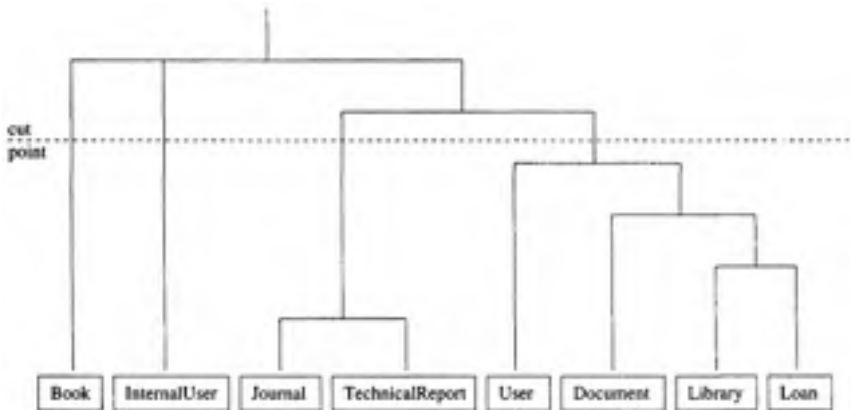 cut
point
Book InternalUser Journal TechnicalReport User Document Library Loan